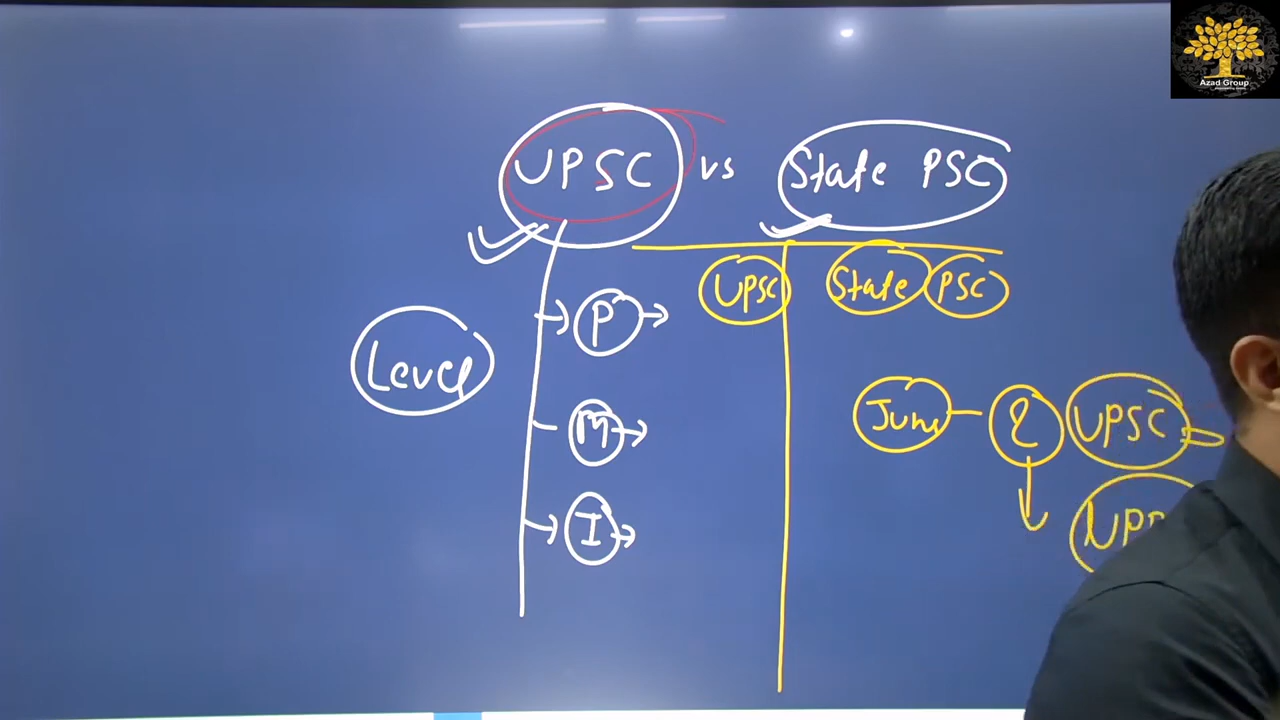 Azad Group
UPSC vs State PSC
UPSC State PSC
P
Level
June - 2 UPSC
M
I